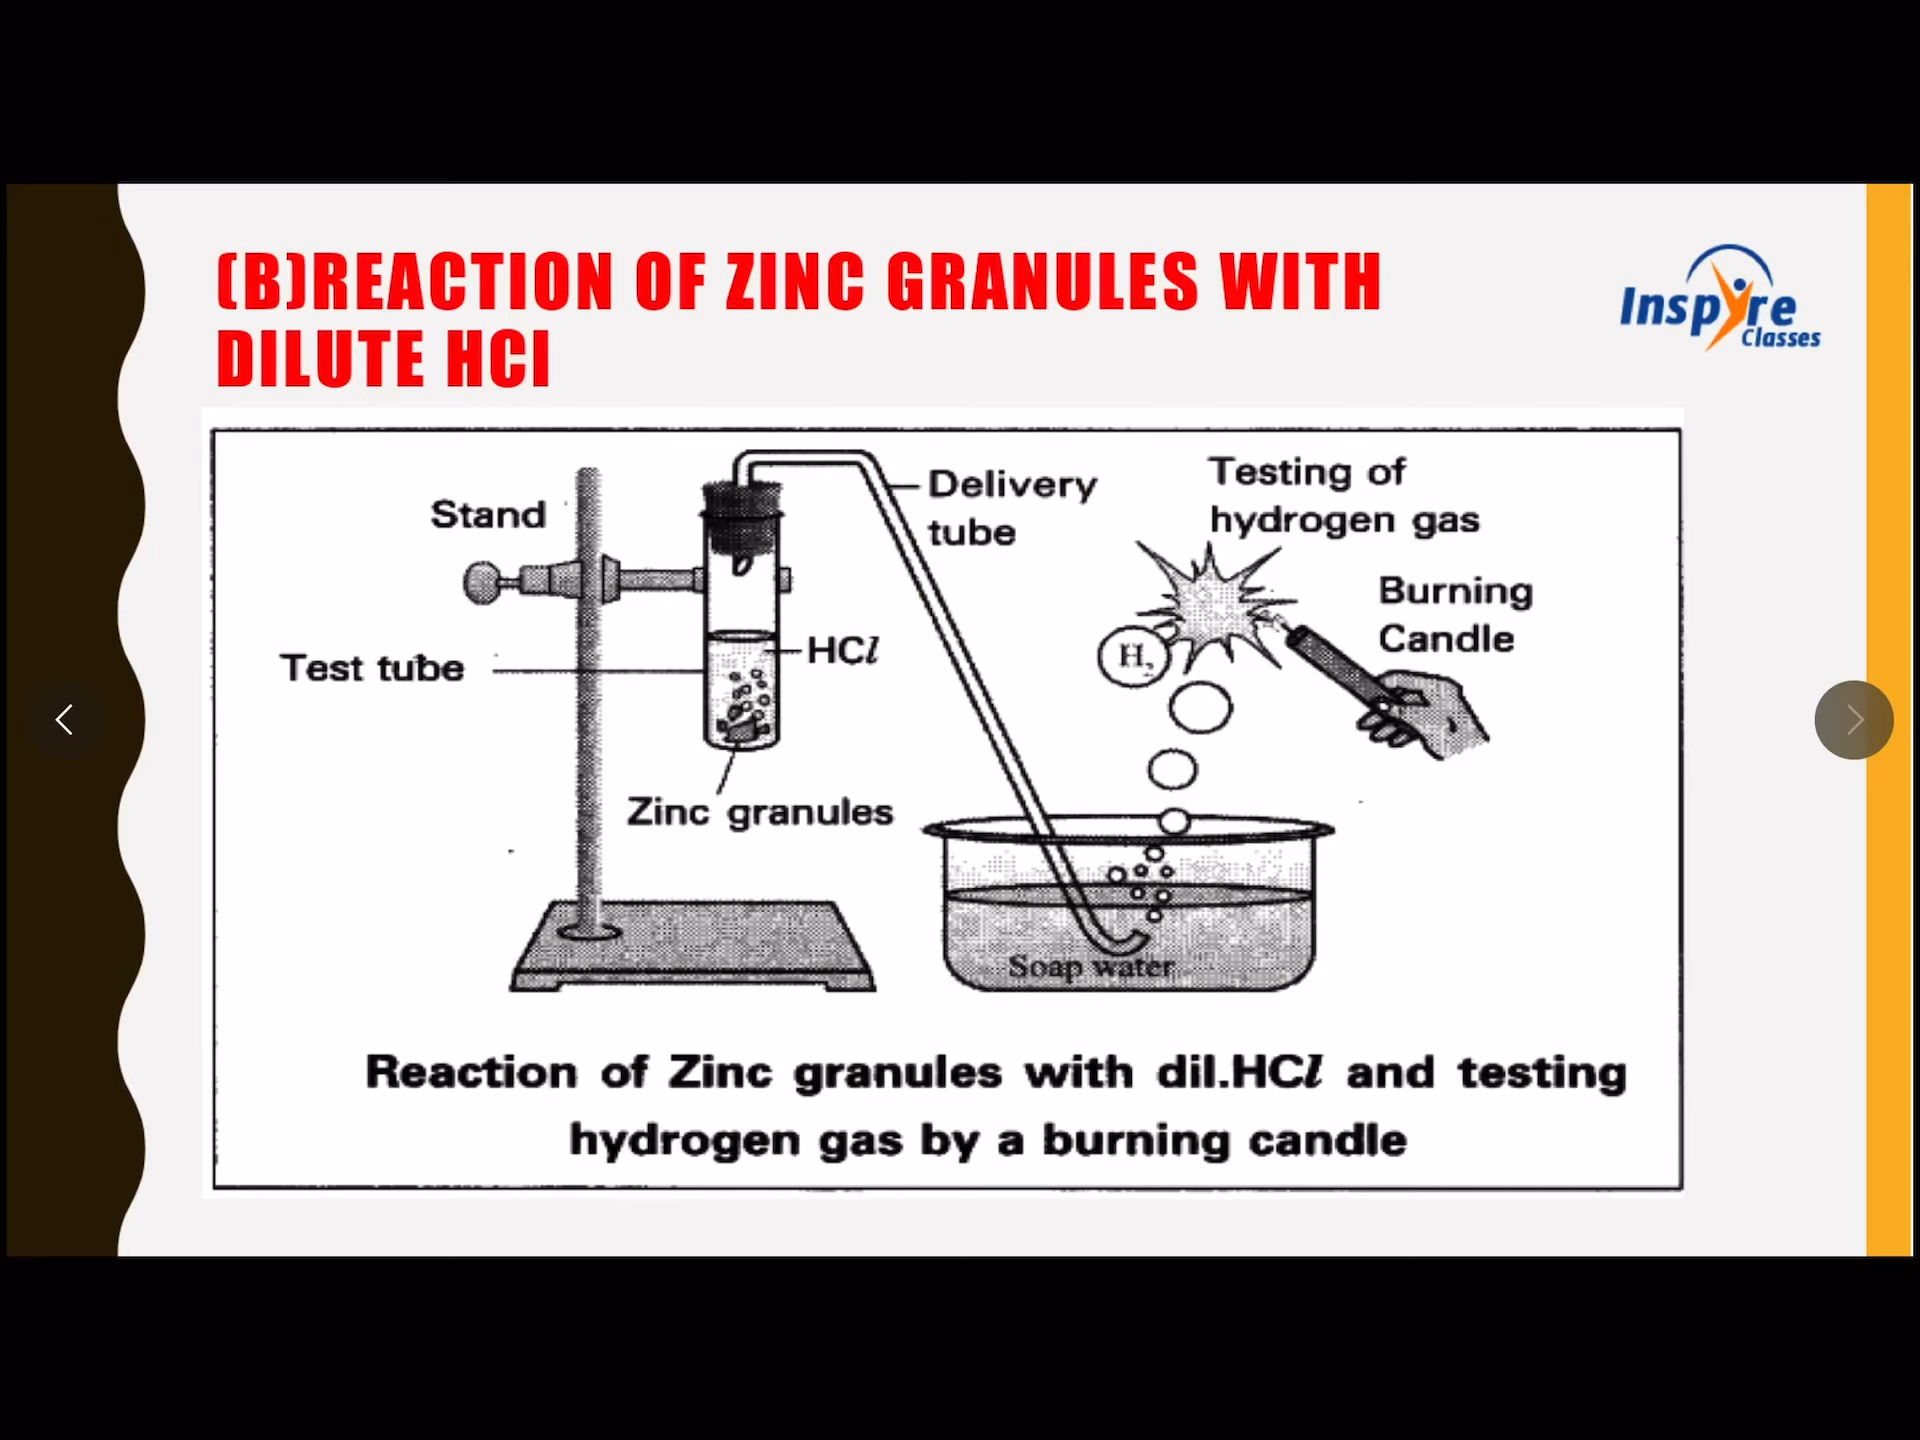 (B)REACTION OF ZINC GRANULES WITH
DILUTE HCl
Inspyre
Classes
Stand
Delivery
tube
Testing of
hydrogen gas
Burning
Candle
HCl
H₂
Test tube
Zinc granules
Soap water
Reaction of Zinc granules with dil.HCl and testing
hydrogen gas by a burning candle